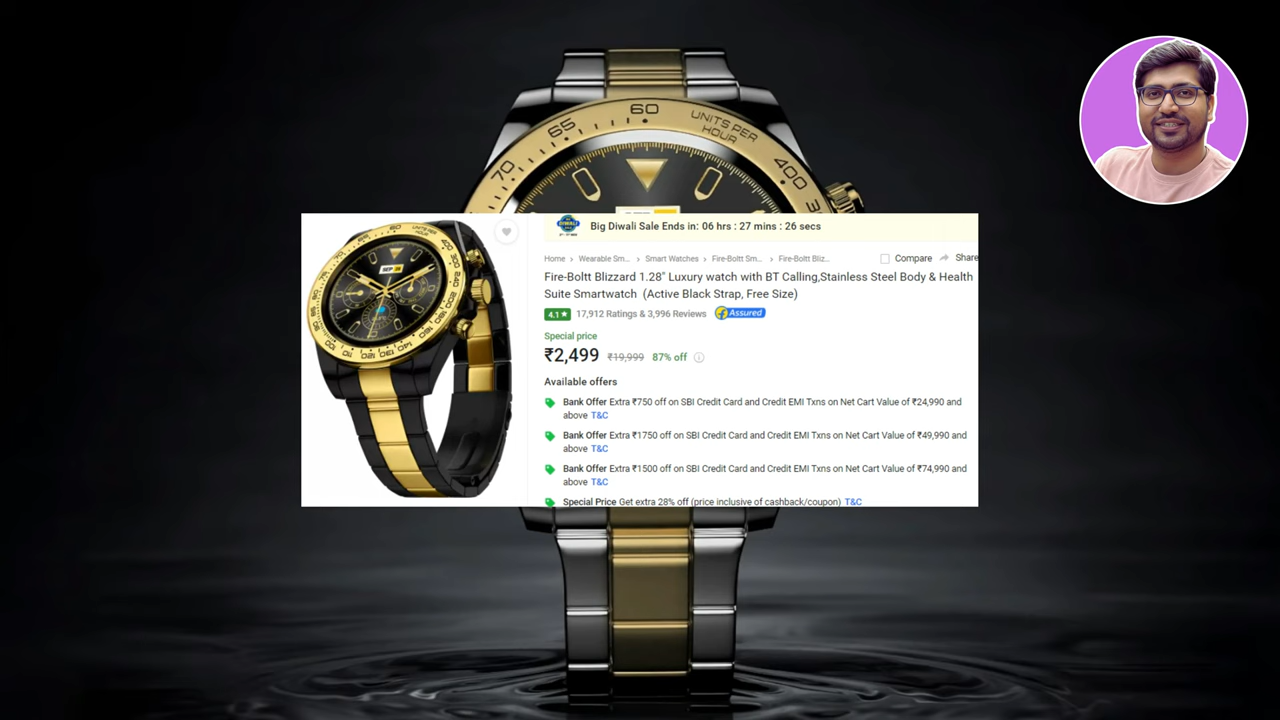 60
65
UNITS PER
HOUR
70
400
Big Diwali Sale Ends in: 06 hrs : 27 mins : 26 secs
Home > Wearable Sm... > Smart Watches > Fire-Boltt Sm... > Fire-Boltt Bliz...
Compare Share
Fire-Boltt Blizzard 1.28" Luxury watch with BT Calling,Stainless Steel Body & Health
Suite Smartwatch (Active Black Strap, Free Size)
4.1★ 17,912 Ratings & 3,996 Reviews Assured
Special price
₹2,499 ₹19,999 87% off
Available offers
Bank Offer Extra ₹750 off on SBI Credit Card and Credit EMI Txns on Net Cart Value of ₹24,990 and
above T&C
Bank Offer Extra ₹1750 off on SBI Credit Card and Credit EMI Txns on Net Cart Value of ₹49,990 and
above T&C
Bank Offer Extra ₹1500 off on SBI Credit Card and Credit EMI Txns on Net Cart Value of ₹74,990 and
above T&C
Special Price Get extra 28% off (price inclusive of cashback/coupon) T&C